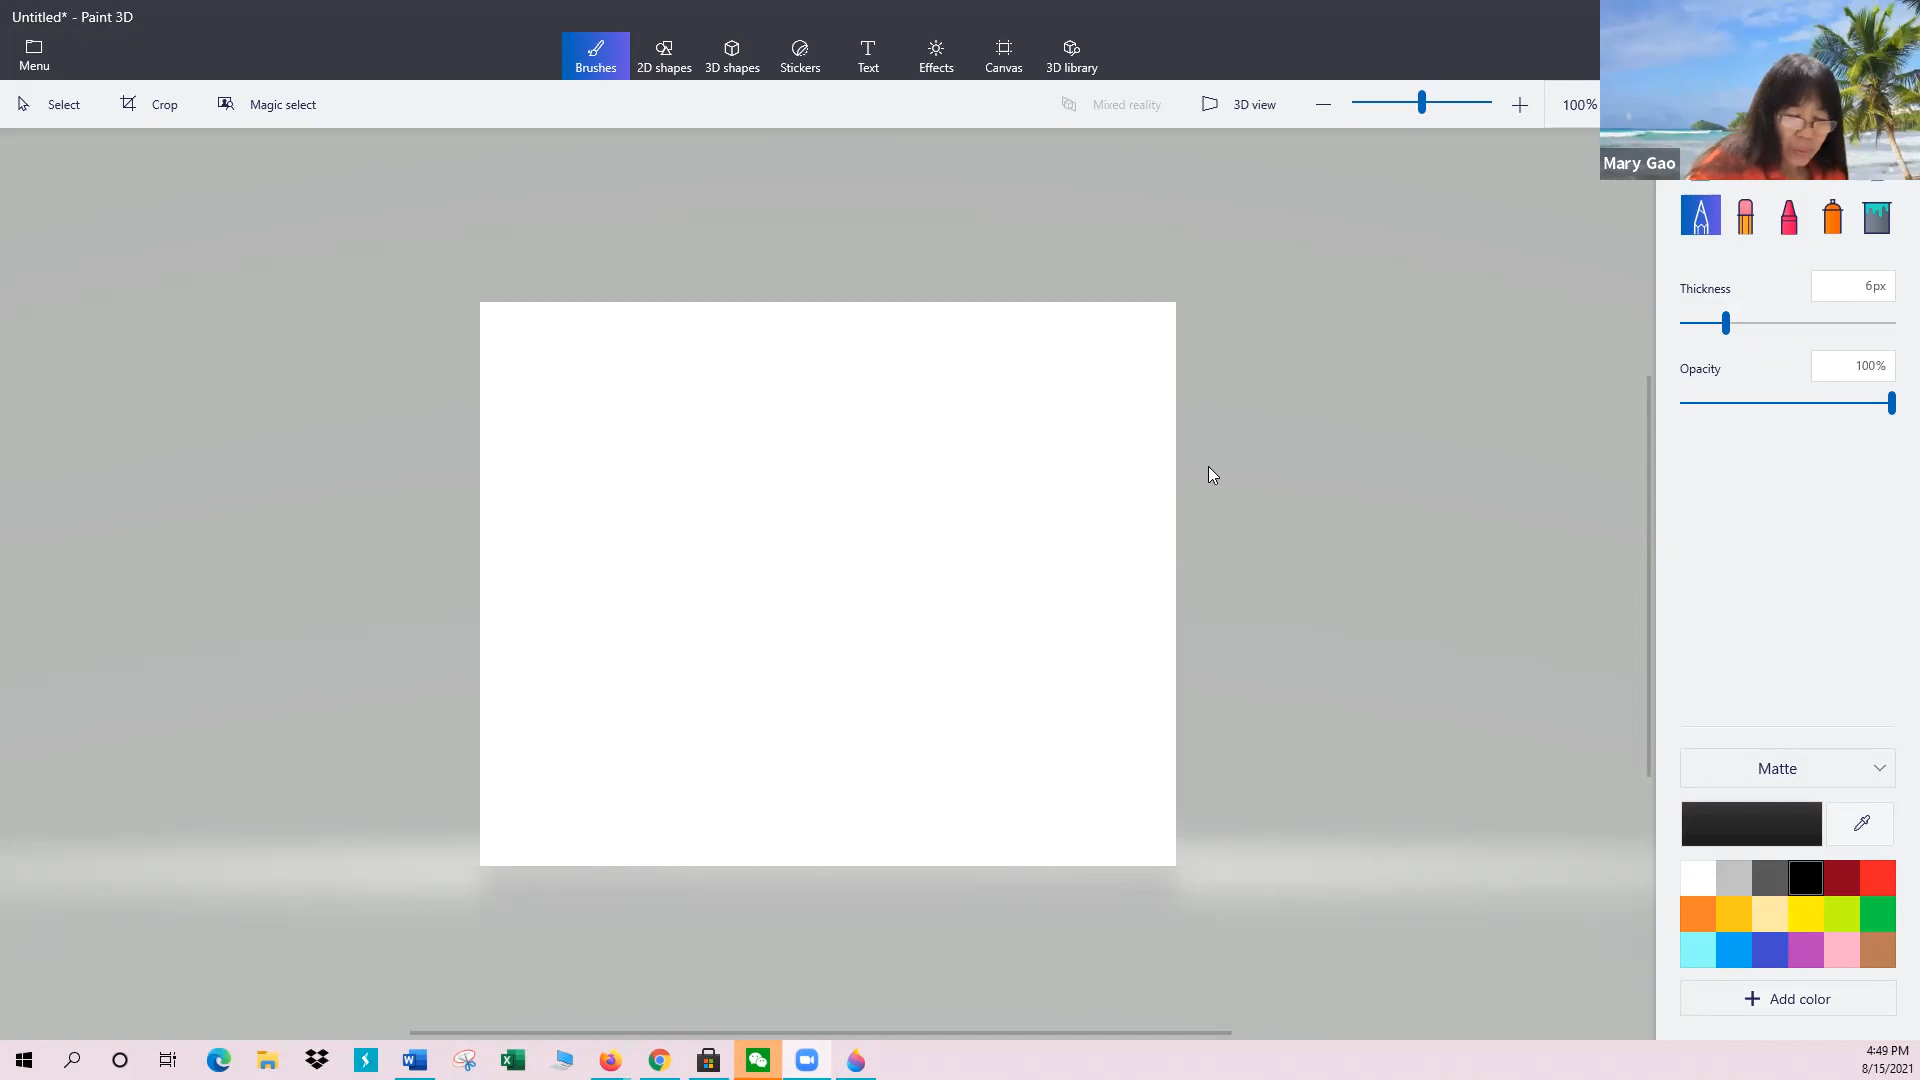 Untitled* - Paint 3D
Menu
Brushes
2D shapes
3D shapes
Stickers
Text
Effects
Canvas
3D library
Select
Crop
Magic select
Mixed reality
3D view
100%
Mary Gao
Thickness
6px
Opacity
100%
Matte
Add color
4:49 PM
8/15/2021